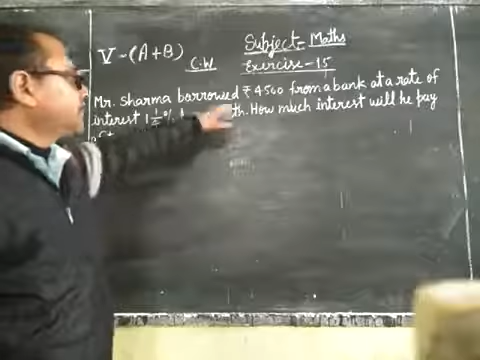 V - (A+B) C.W
Subject- Maths
Exercise-15
Mr. Sharma borrowed ₹ 4500 from a bank at a rate of
interest th. How much interest will he pay